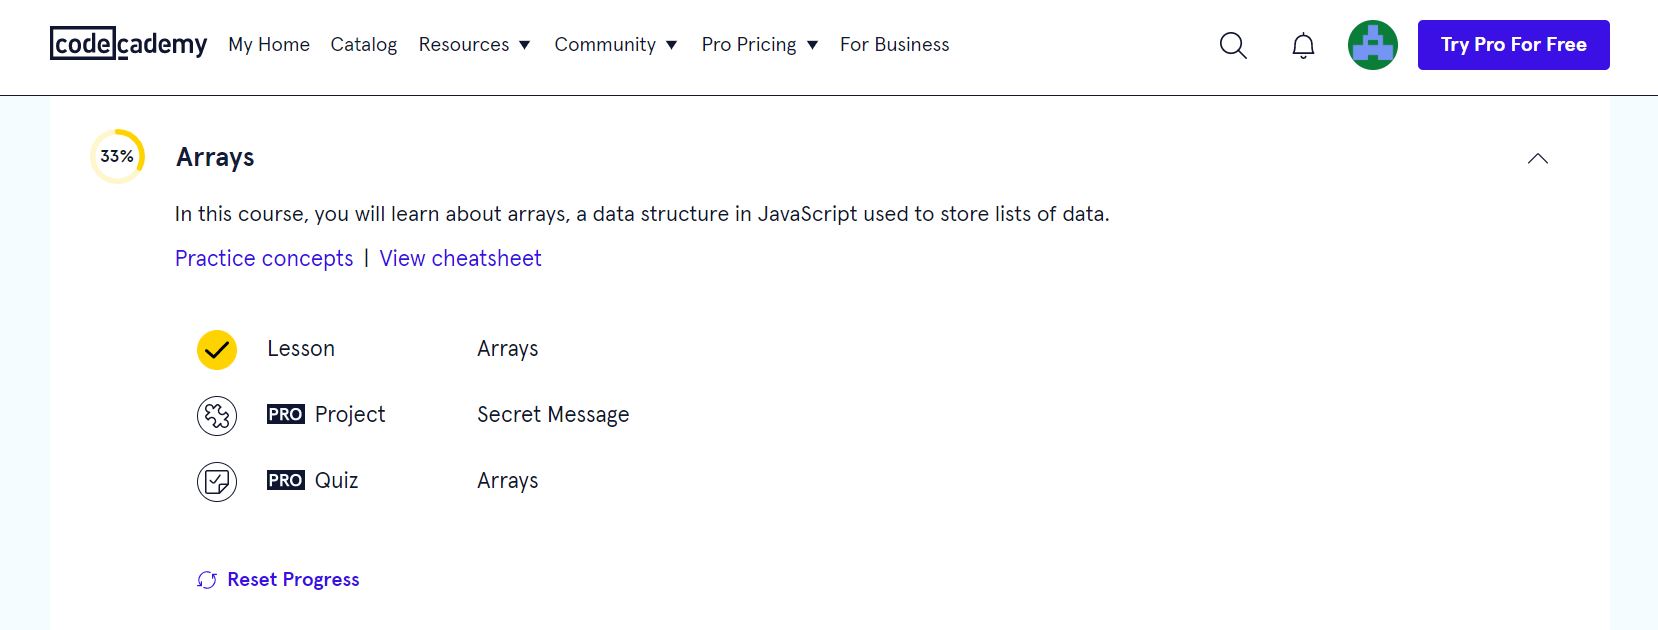 codecademy My Home Catalog Resources Community Pro Pricing For Business Try Pro For Free
33% Arrays
In this course, you will learn about arrays, a data structure in JavaScript used to store lists of data.
Practice concepts | View cheatsheet
Lesson Arrays
PRO Project Secret Message
PRO Quiz Arrays
Reset Progress